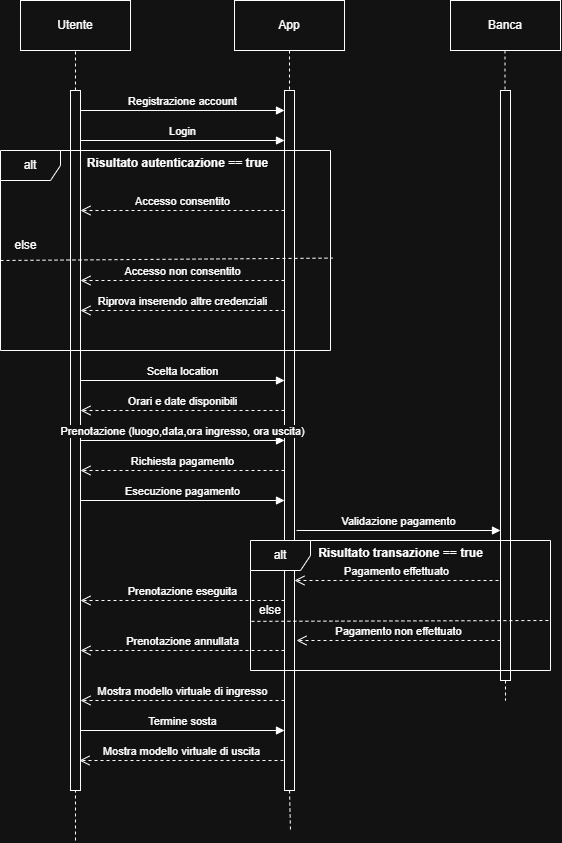 Utente
App
Banca
Registrazione account
Login
alt
Risultato autenticazione == true
Accesso consentito
else
Accesso non consentito
Riprova inserendo altre credenziali
Scelta location
Orari e date disponibili
Prenotazione (luogo,data,ora ingresso, ora uscita)
Richiesta pagamento
Esecuzione pagamento
Validazione pagamento
alt
Risultato transazione == true
Pagamento effettuato
Prenotazione eseguita
else
Pagamento non effettuato
Prenotazione annullata
Mostra modello virtuale di ingresso
Termine sosta
Mostra modello virtuale di uscita